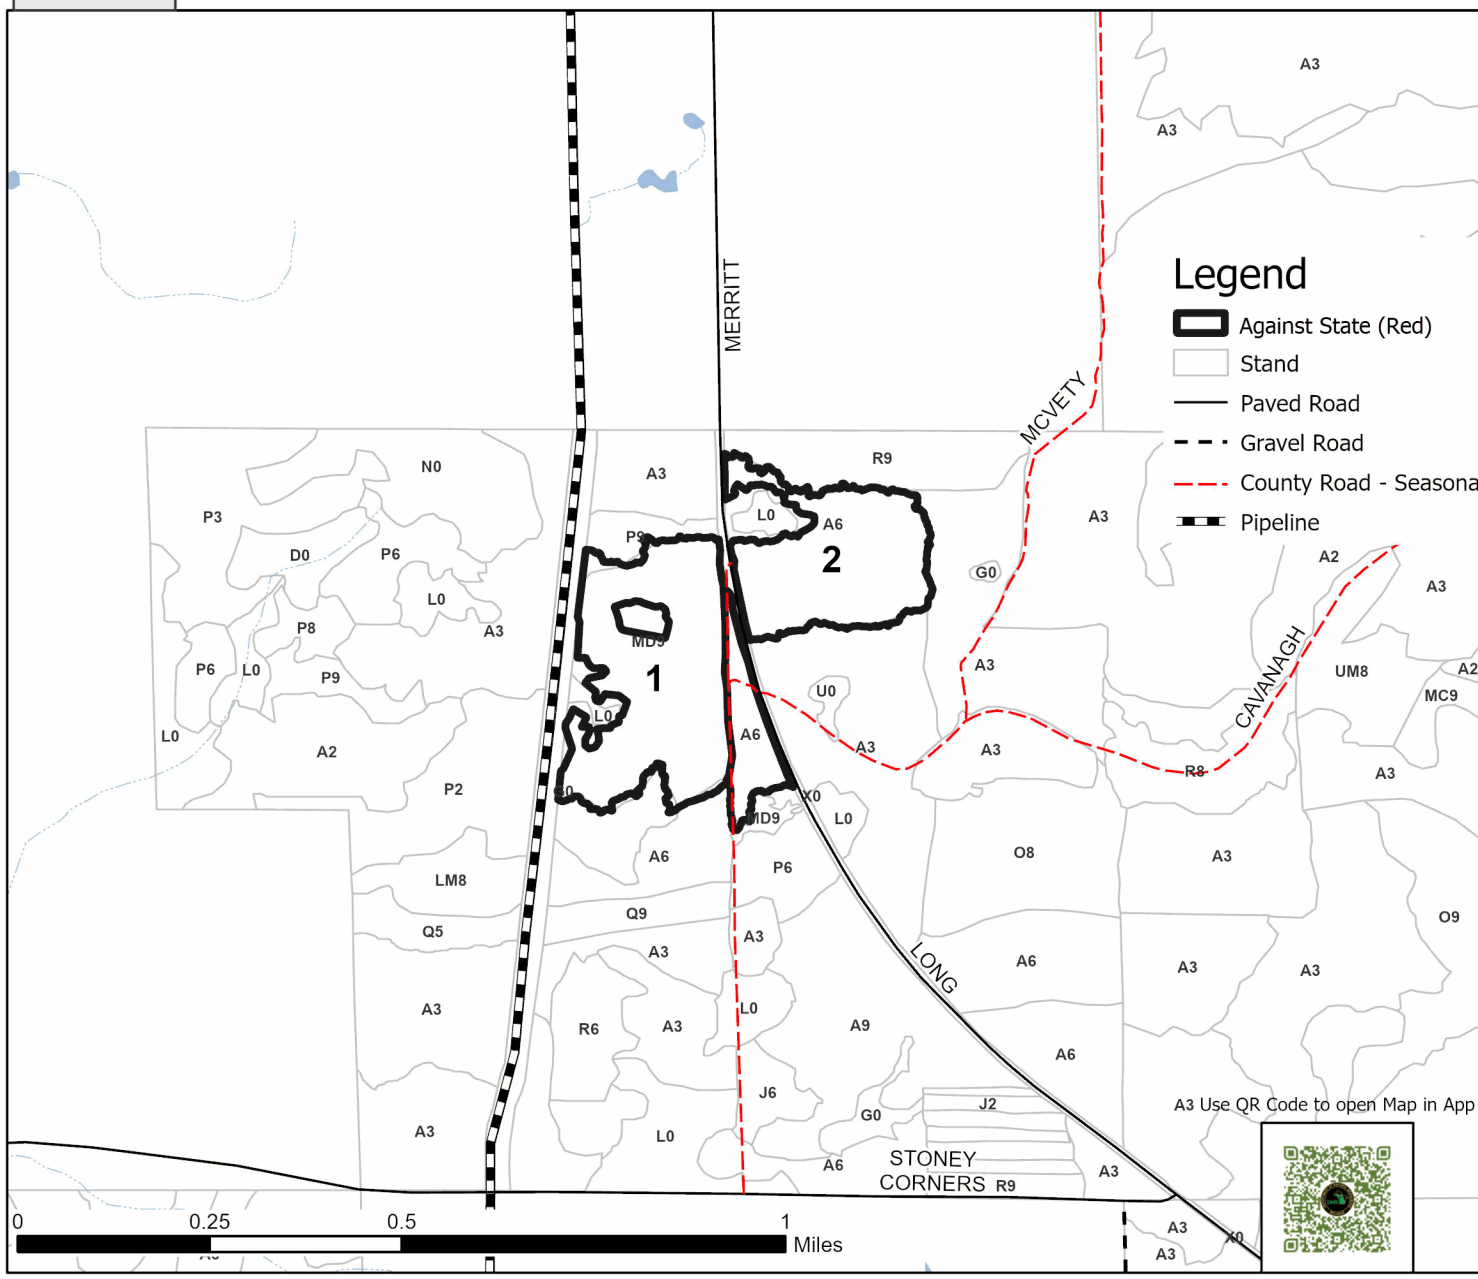 A3
A3
MERRITT
Legend
Against State (Red)
Stand
Paved Road
Gravel Road
County Road - Seasona
Pipeline
MCVETY
N0
A3
R9
P3
L0
A6
A3
P9
2
D0
P6
A2
G0
A3
L0
P8
A3
MD9
CAVANAGH
P6
L0
P9
1
A3
UM8
A2
U0
MC9
L0
L0
A6
A2
A3
A3
R8
A3
P2
X0
MD9
L0
A6
P6
O8
A3
LM8
Q9
O9
Q5
A3
A3
LONG
A6
A3
A3
A3
L0
R6
A3
A9
A6
J6
J2
A3 Use QR Code to open Map in App
G0
A3
L0
A6
STONEY
CORNERS
R9
A3
0
0.25
0.5
1
Miles
A3
X0
A3